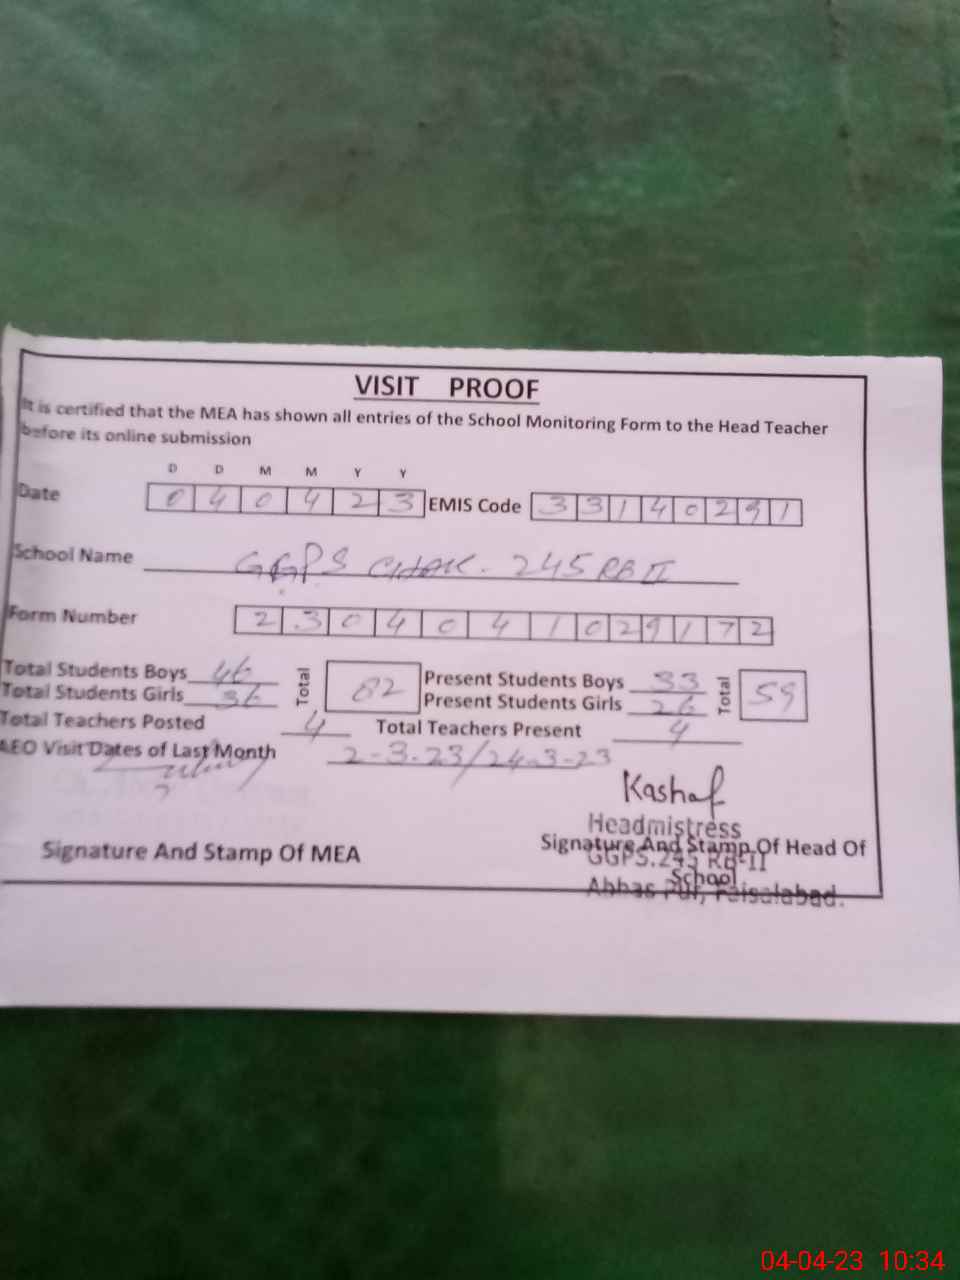 VISIT PROOF
It is certified that the MEA has shown all entries of the School Monitoring Form to the Head Teacher
before its online submission
D D M M Y Y
Date 0 4 0 4 2 3 EMIS Code 3 3 1 4 0 2 9 1
School Name GGPS CHAK. 245 RB II
Form Number 2 3 0 4 0 4 1 0 2 9 1 7 2
Total Students Boys 46 Total 82 Present Students Boys 33 Total 59
Total Students Girls 36 Present Students Girls 26
Total Teachers Posted 4 Total Teachers Present 4
AEO Visit Dates of Last Month 2-3-23/24-3-23
Kashaf
Headmistress
Signature And Stamp Of MEA Signature And Stamp Of Head Of
GGPS.245 RB-II
School
Abbas Pur, Faisalabad.
04-04-23 10:34